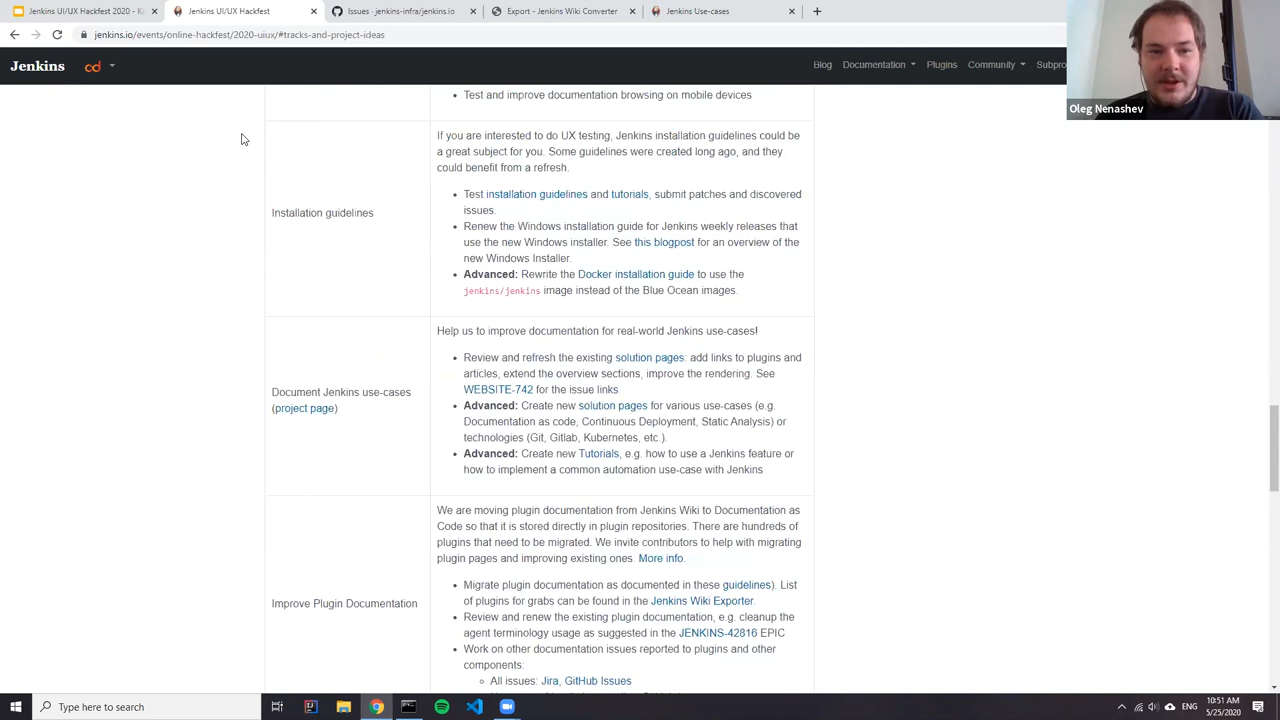 Jenkins UI/UX Hackfest 2020 - K
Jenkins UI/UX Hackfest
Issues · jenkins-infra/jenkins.io
Export - Jenkins Wiki Converter
Jenkins Use-cases
jenkins.io/events/online-hackfest/2020-uiux/#tracks-and-project-ideas
Jenkins
cd
Blog
Documentation
Plugins
Community
Subpro
Oleg Nenashev
Test and improve documentation browsing on mobile devices
Installation guidelines
If you are interested to do UX testing, Jenkins installation guidelines could be
a great subject for you. Some guidelines were created long ago, and they
could benefit from a refresh.
Test installation guidelines and tutorials, submit patches and discovered
issues.
Renew the Windows installation guide for Jenkins weekly releases that
use the new Windows installer. See this blogpost for an overview of the
new Windows Installer.
Advanced: Rewrite the Docker installation guide to use the
jenkins/jenkins image instead of the Blue Ocean images.
Document Jenkins use-cases
(project page)
Help us to improve documentation for real-world Jenkins use-cases!
Review and refresh the existing solution pages: add links to plugins and
articles, extend the overview sections, improve the rendering. See
WEBSITE-742 for the issue links
Advanced: Create new solution pages for various use-cases (e.g.
Documentation as code, Continuous Deployment, Static Analysis) or
technologies (Git, Gitlab, Kubernetes, etc.).
Advanced: Create new Tutorials, e.g. how to use a Jenkins feature or
how to implement a common automation use-case with Jenkins
Improve Plugin Documentation
We are moving plugin documentation from Jenkins Wiki to Documentation as
Code so that it is stored directly in plugin repositories. There are hundreds of
plugins that need to be migrated. We invite contributors to help with migrating
plugin pages and improving existing ones. More info.
Migrate plugin documentation as documented in these guidelines). List
of plugins for grabs can be found in the Jenkins Wiki Exporter.
Review and renew the existing plugin documentation, e.g. cleanup the
agent terminology usage as suggested in the JENKINS-42816 EPIC
Work on other documentation issues reported to plugins and other
components:
All issues: Jira, GitHub Issues
Type here to search
10:51 AM
5/25/2020